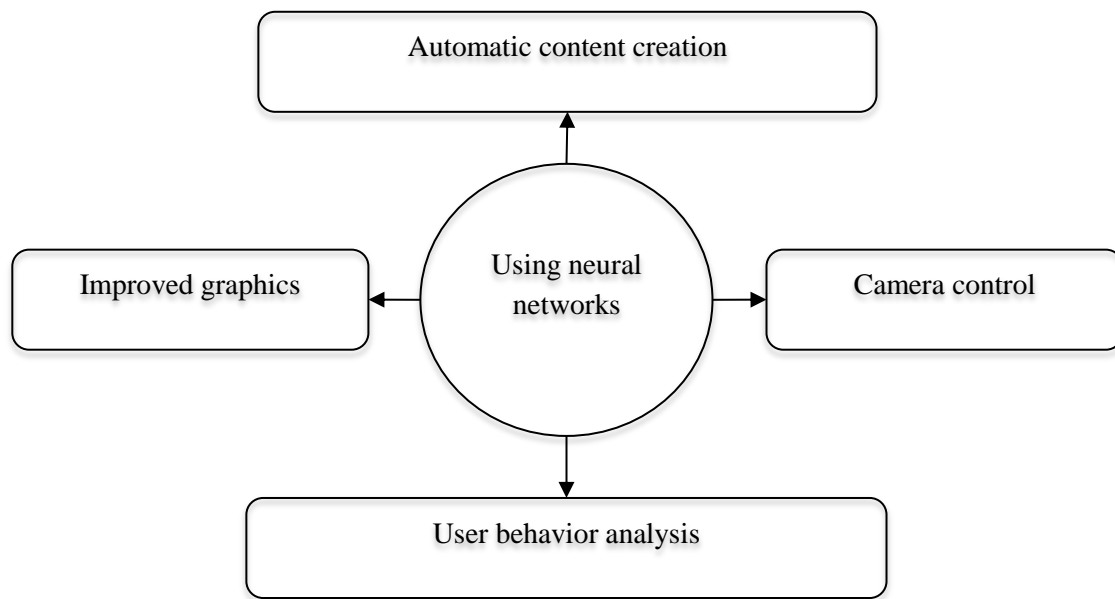 Automatic content creation
Improved graphics
Using neural
networks
Camera control
User behavior analysis